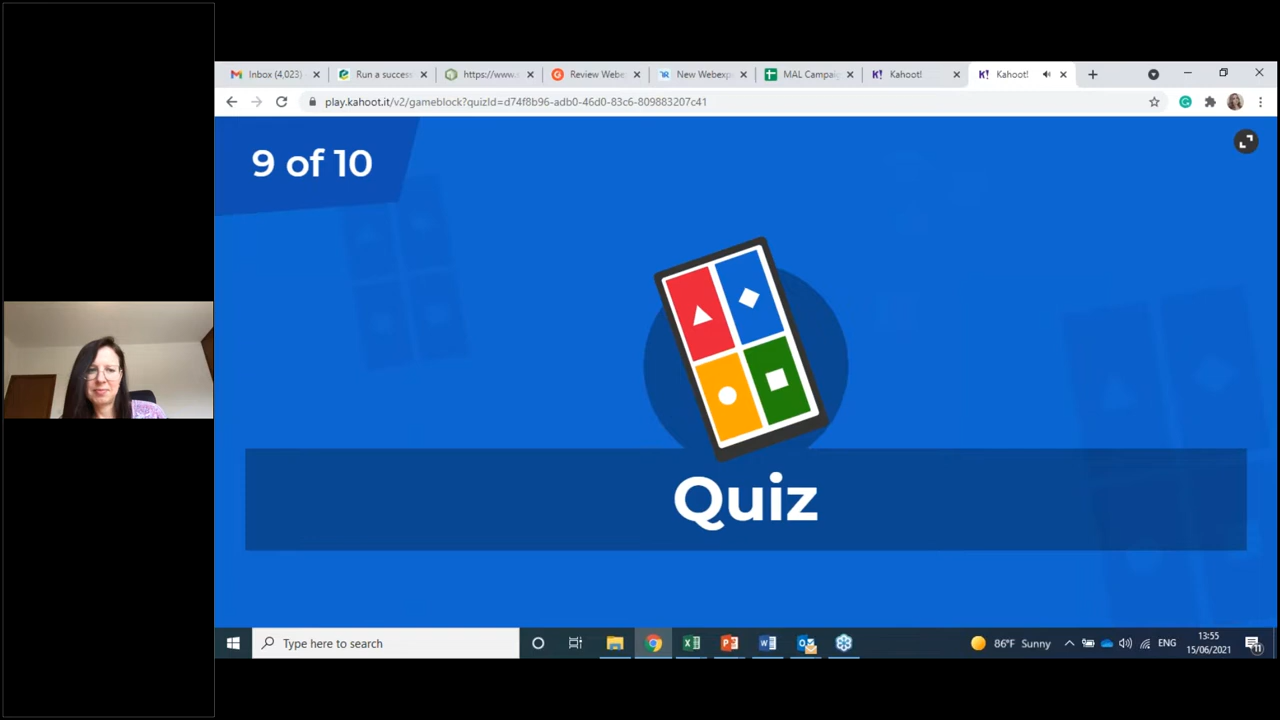 Inbox (4,023)
Run a succes
https://www.s
Review Webe
New Webexp
MAL Campai
Kahoot!
Kahoot!
play.kahoot.it/v2/gameblock?quizId=d74f8b96-adb0-46d0-83c6-809883207c41
9 of 10
Quiz
Type here to search
86°F Sunny
ENG
13:55
15/06/2021
11